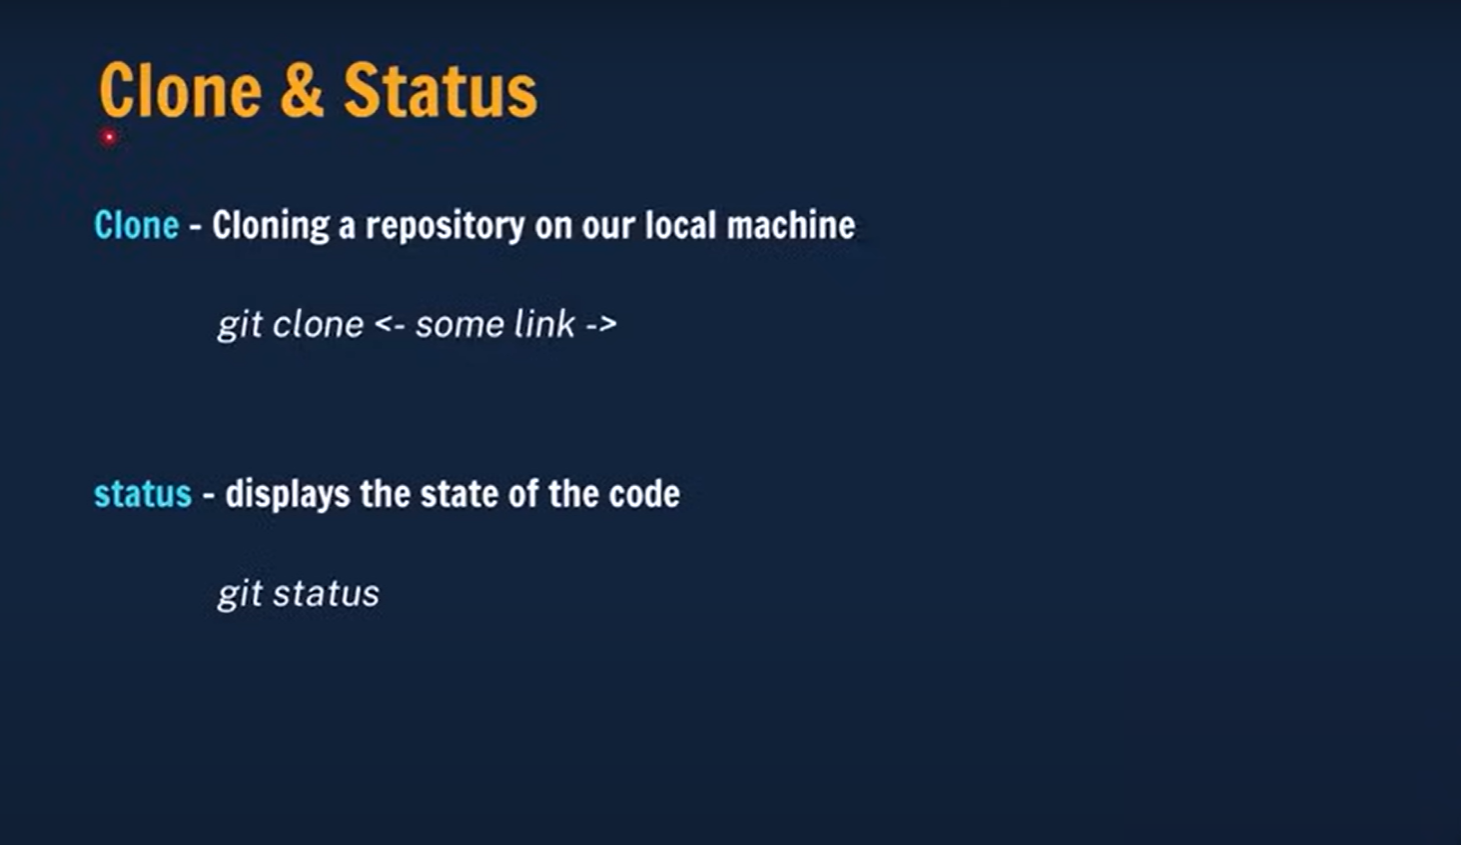 Clone & Status
Clone - Cloning a repository on our local machine
git clone <- some link ->
status - displays the state of the code
git status